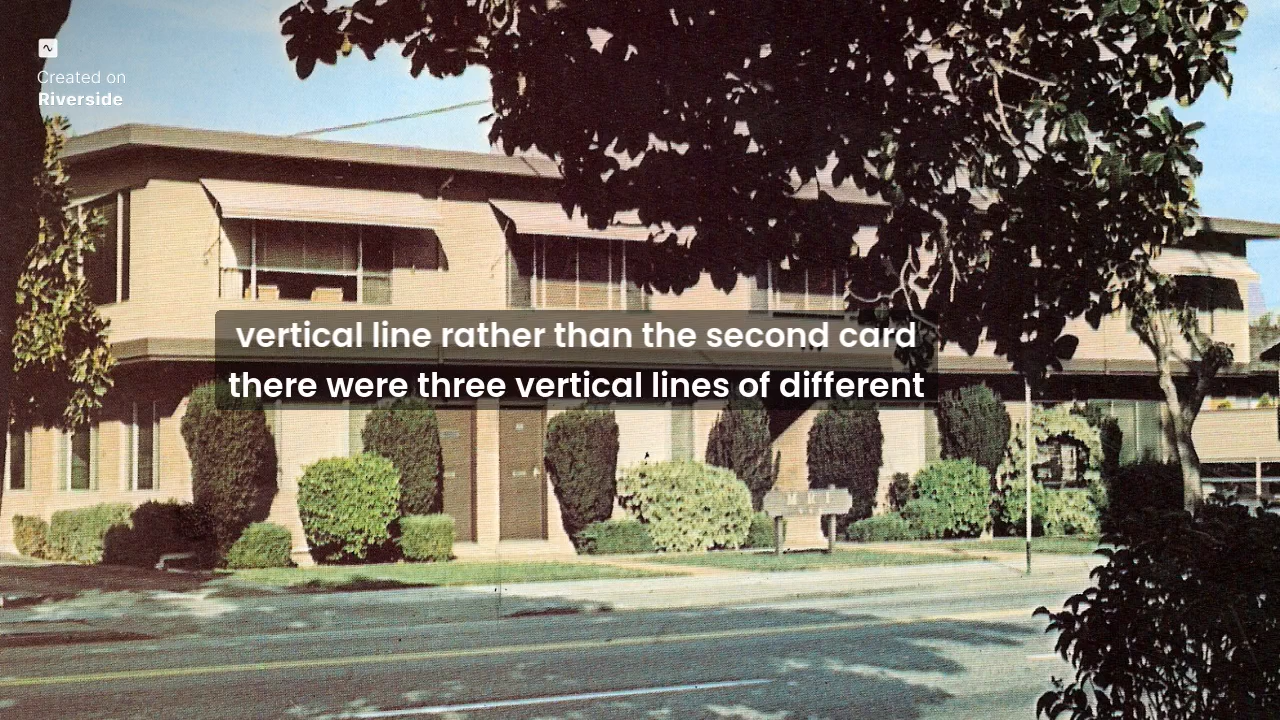 Created on
Riverside
vertical line rather than the second card
there were three vertical lines of different